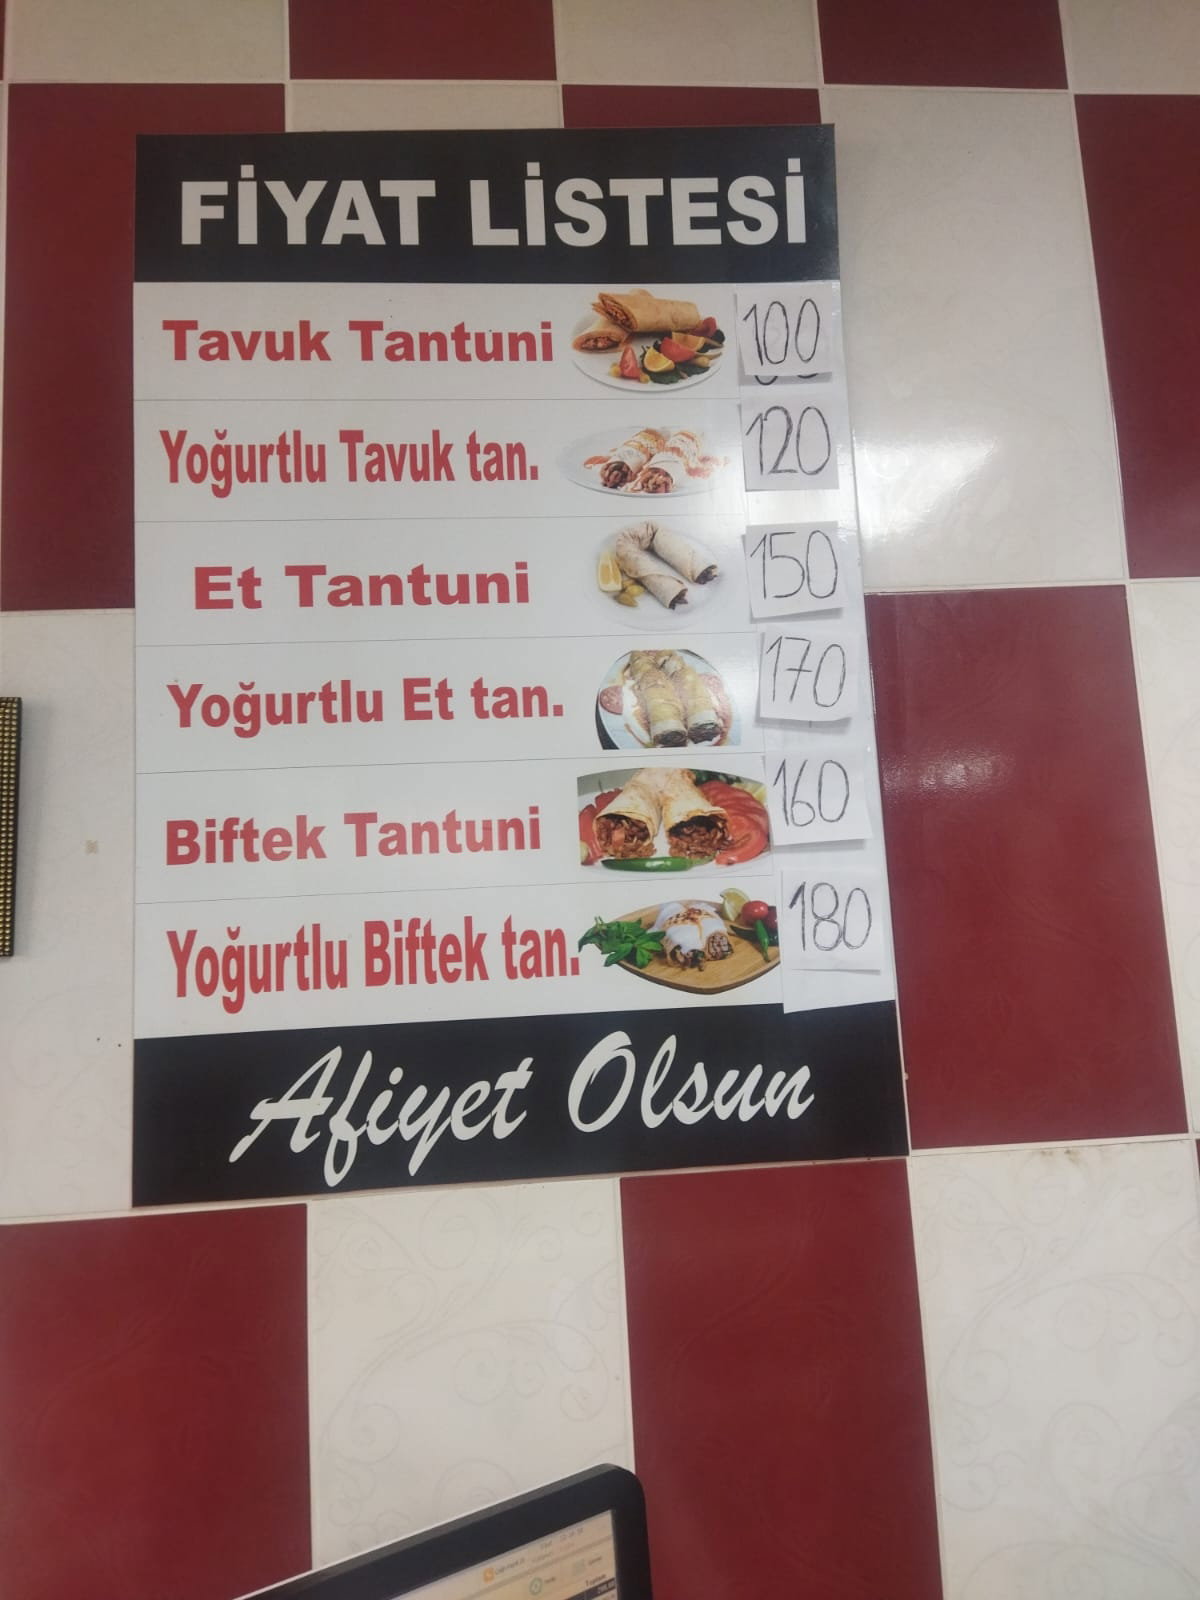 FİYAT LİSTESİ
Tavuk Tantuni 100
Yoğurtlu Tavuk tan. 120
Et Tantuni 150
Yoğurtlu Et tan. 170
Biftek Tantuni 160
Yoğurtlu Biftek tan. 180
Afiyet Olsun